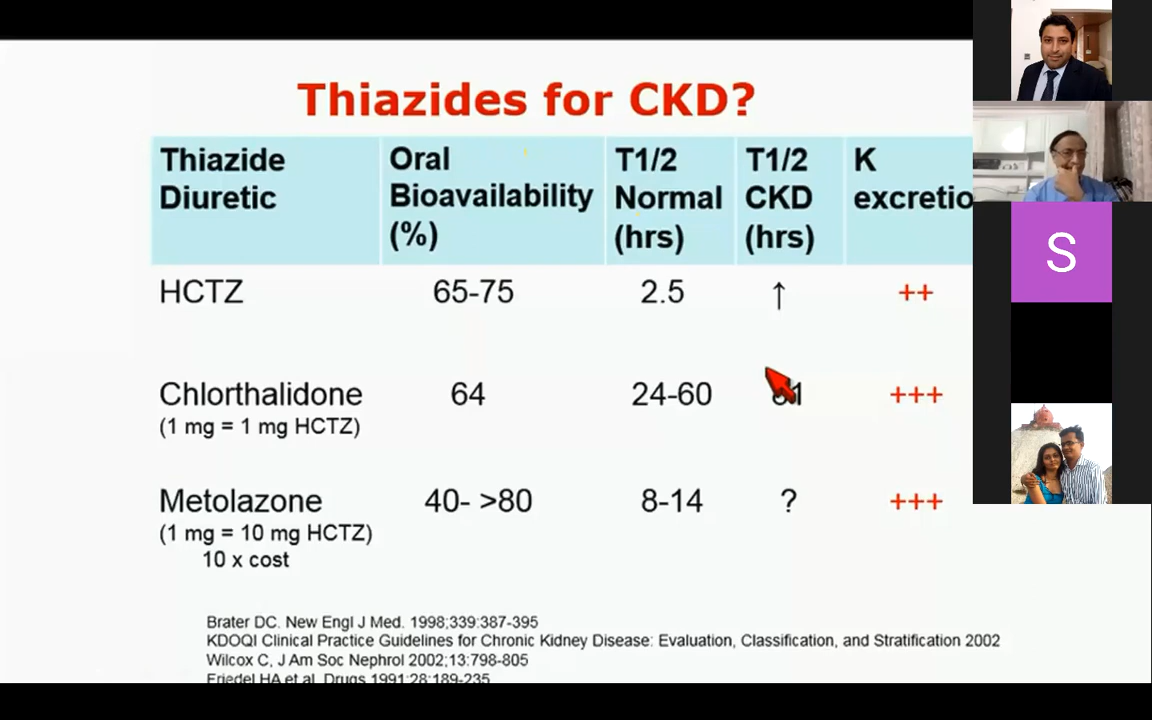 Thiazides for CKD?
Thiazide Diuretic
Oral Bioavailability (%)
T1/2 Normal (hrs)
T1/2 CKD (hrs)
K excretio
HCTZ 65-75 2.5 ↑ ++
Chlorthalidone 64 24-60 +++
(1 mg = 1 mg HCTZ)
Metolazone 40- >80 8-14 ? +++
(1 mg = 10 mg HCTZ)
10 x cost
Brater DC. New Engl J Med. 1998;339:387-395
KDOQI Clinical Practice Guidelines for Chronic Kidney Disease: Evaluation, Classification, and Stratification 2002
Wilcox C, J Am Soc Nephrol 2002;13:798-805
Friedel HA et al. Drugs 1991;28:189-235
S